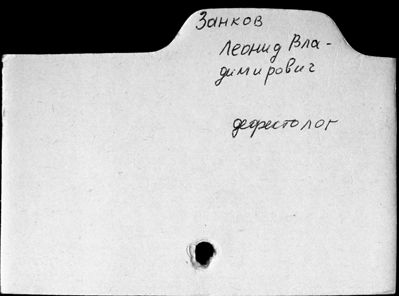 Занков
Леонид Вла-
димирович
дефектолог